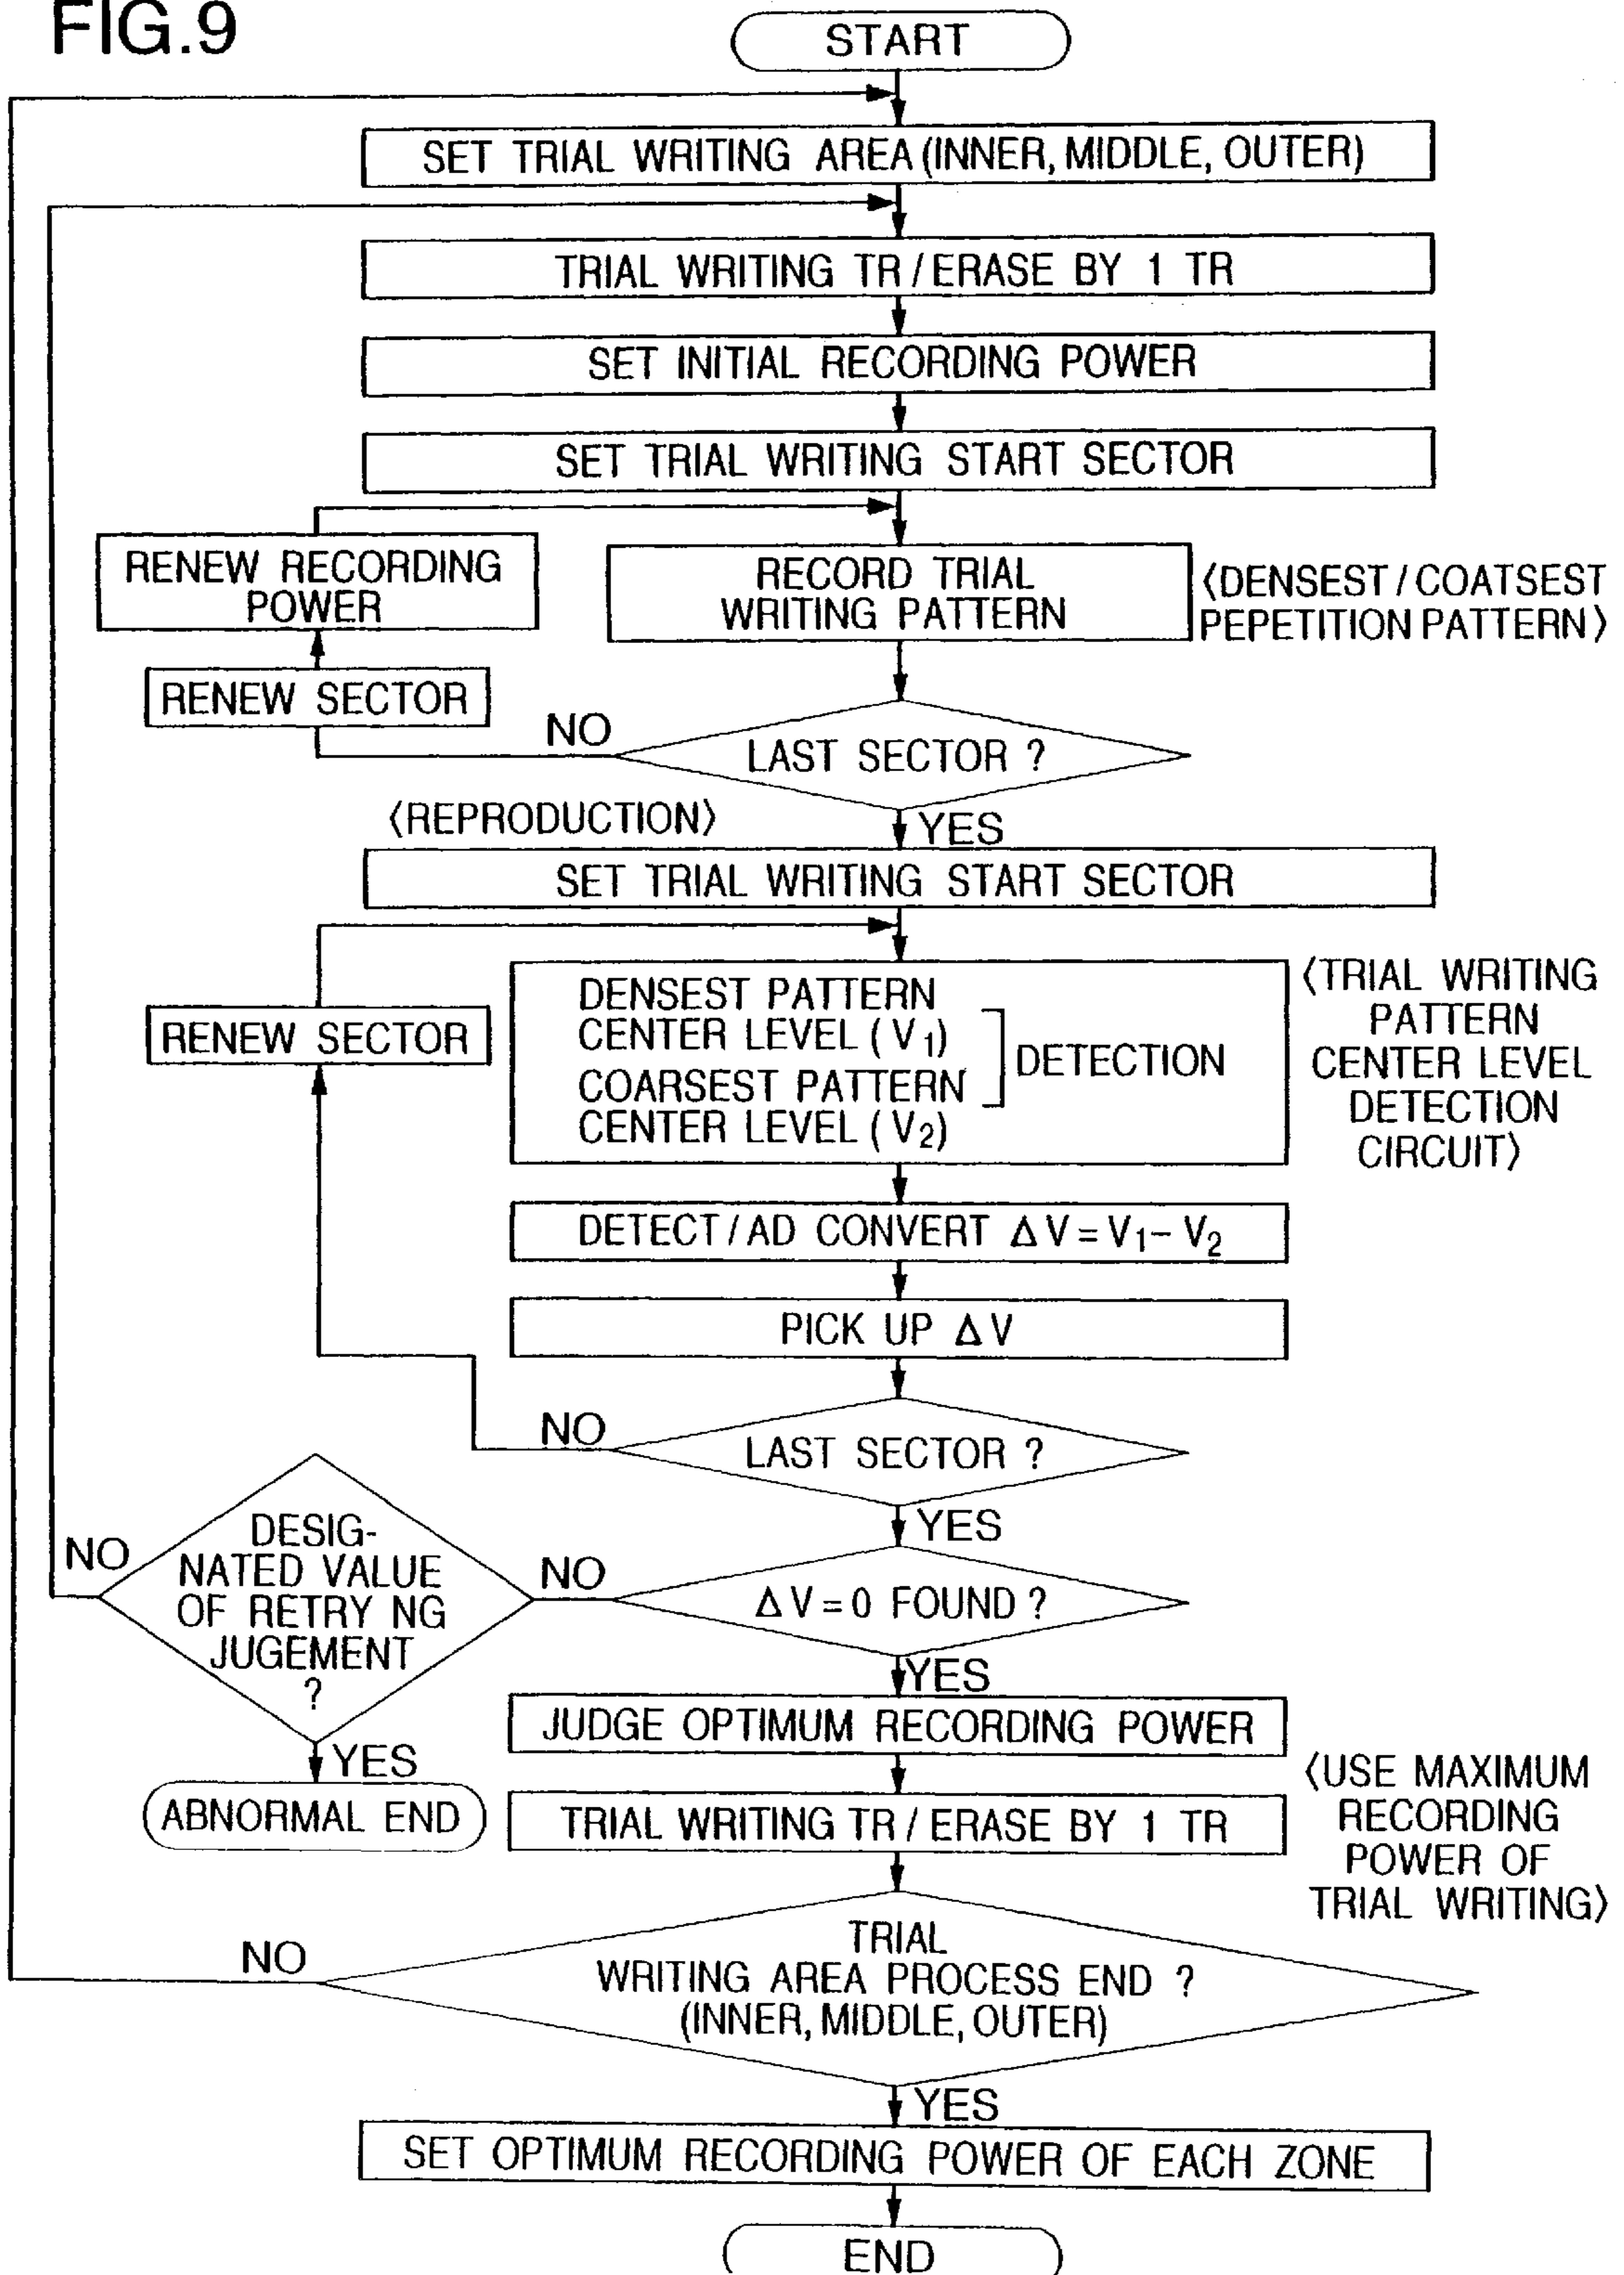 FIG.9
START
SET TRIAL WRITING AREA (INNER, MIDDLE, OUTER)
TRIAL WRITING TR / ERASE BY 1 TR
SET INITIAL RECORDING POWER
SET TRIAL WRITING START SECTOR
RENEW RECORDING
POWER
RECORD TRIAL
WRITING PATTERN
〈DENSEST / COATSEST
PEPETITION PATTERN〉
RENEW SECTOR
NO
LAST SECTOR ?
〈REPRODUCTION〉
YES
SET TRIAL WRITING START SECTOR
RENEW SECTOR
DENSEST PATTERN
CENTER LEVEL ( V1)
COARSEST PATTERN
CENTER LEVEL ( V2)
DETECTION
〈TRIAL WRITING
PATTERN
CENTER LEVEL
DETECTION
CIRCUIT〉
DETECT / AD CONVERT Δ V = V1 − V2
PICK UP Δ V
NO
LAST SECTOR ?
YES
NO
DESIG-
NATED VALUE
OF RETRY NG
JUGEMENT
?
NO
Δ V = 0 FOUND ?
YES
YES
JUDGE OPTIMUM RECORDING POWER
ABNORMAL END
TRIAL WRITING TR / ERASE BY 1 TR
〈USE MAXIMUM
RECORDING
POWER OF
TRIAL WRITING〉
NO
TRIAL
WRITING AREA PROCESS END ?
(INNER, MIDDLE, OUTER)
YES
SET OPTIMUM RECORDING POWER OF EACH ZONE
END